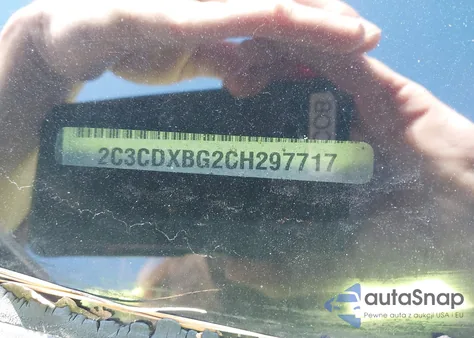 2C3CDXBG2CH297717
autaSnap
Pewne auta z aukcji USA i EU